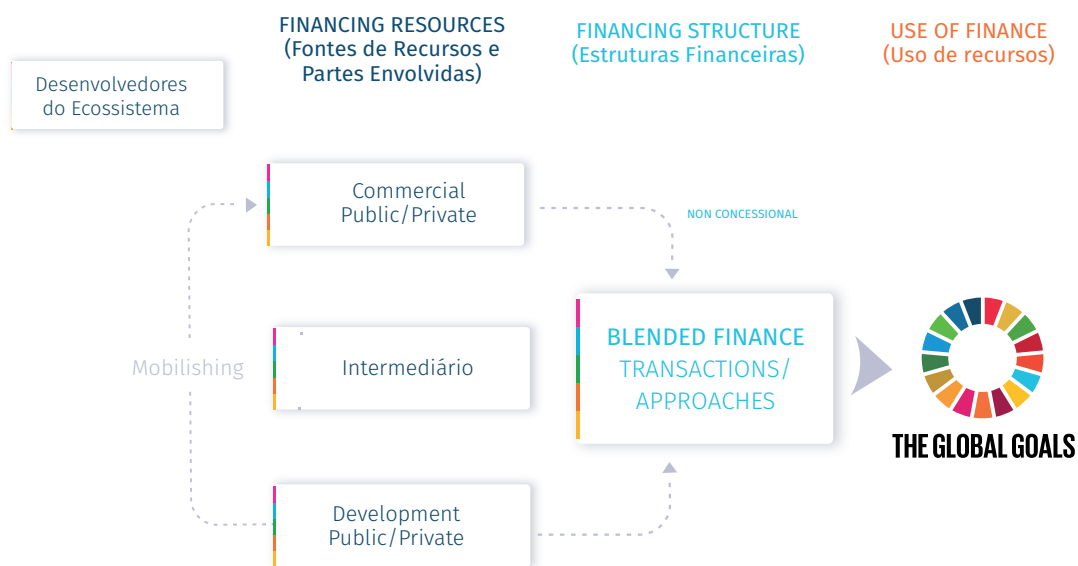 FINANCING RESOURCES
(Fontes de Recursos e
Partes Envolvidas)
FINANCING STRUCTURE
(Estruturas Financeiras)
USE OF FINANCE
(Uso de recursos)
Desenvolvedores
do Ecossistema
Commercial
Public/Private
NON CONCESSIONAL
Mobilishing
Intermediário
BLENDED FINANCE
TRANSACTIONS/
APPROACHES
THE GLOBAL GOALS
Development
Public/Private